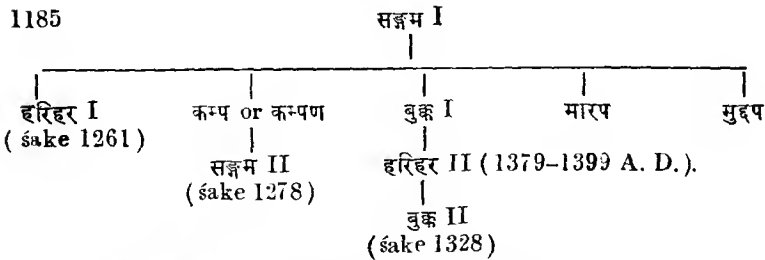 1185 सङ्गम I
हरिहर I कम्प or कम्पण बुक्क I मारप मुद्दप
( śake 1261) सङ्गम II हरिहर II ( 1379–1399 A. D.).
(śake 1278) बुक्क II
(śake 1328)